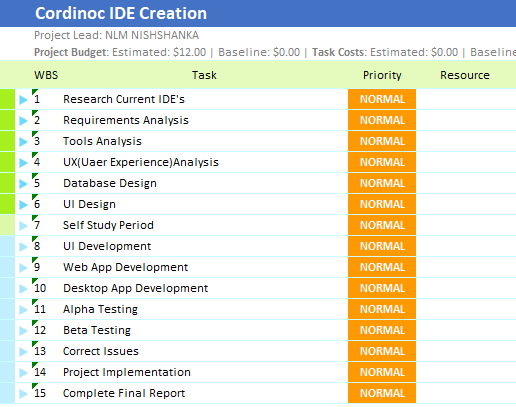 Cordinoc IDE Creation
Project Lead: NLM NISHSHANKA
Project Budget: Estimated: $12.00 | Baseline: $0.00 | Task Costs: Estimated: $0.00 | Baseline
WBS Task Priority Resource
1 Research Current IDE's NORMAL
2 Requirements Analysis NORMAL
3 Tools Analysis NORMAL
4 UX(Uaer Experience)Analysis NORMAL
5 Database Design NORMAL
6 UI Design NORMAL
7 Self Study Period NORMAL
8 UI Development NORMAL
9 Web App Development NORMAL
10 Desktop App Development NORMAL
11 Alpha Testing NORMAL
12 Beta Testing NORMAL
13 Correct Issues NORMAL
14 Project Implementation NORMAL
15 Complete Final Report NORMAL